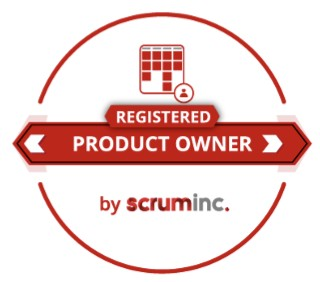 REGISTERED
PRODUCT OWNER
by scruminc.